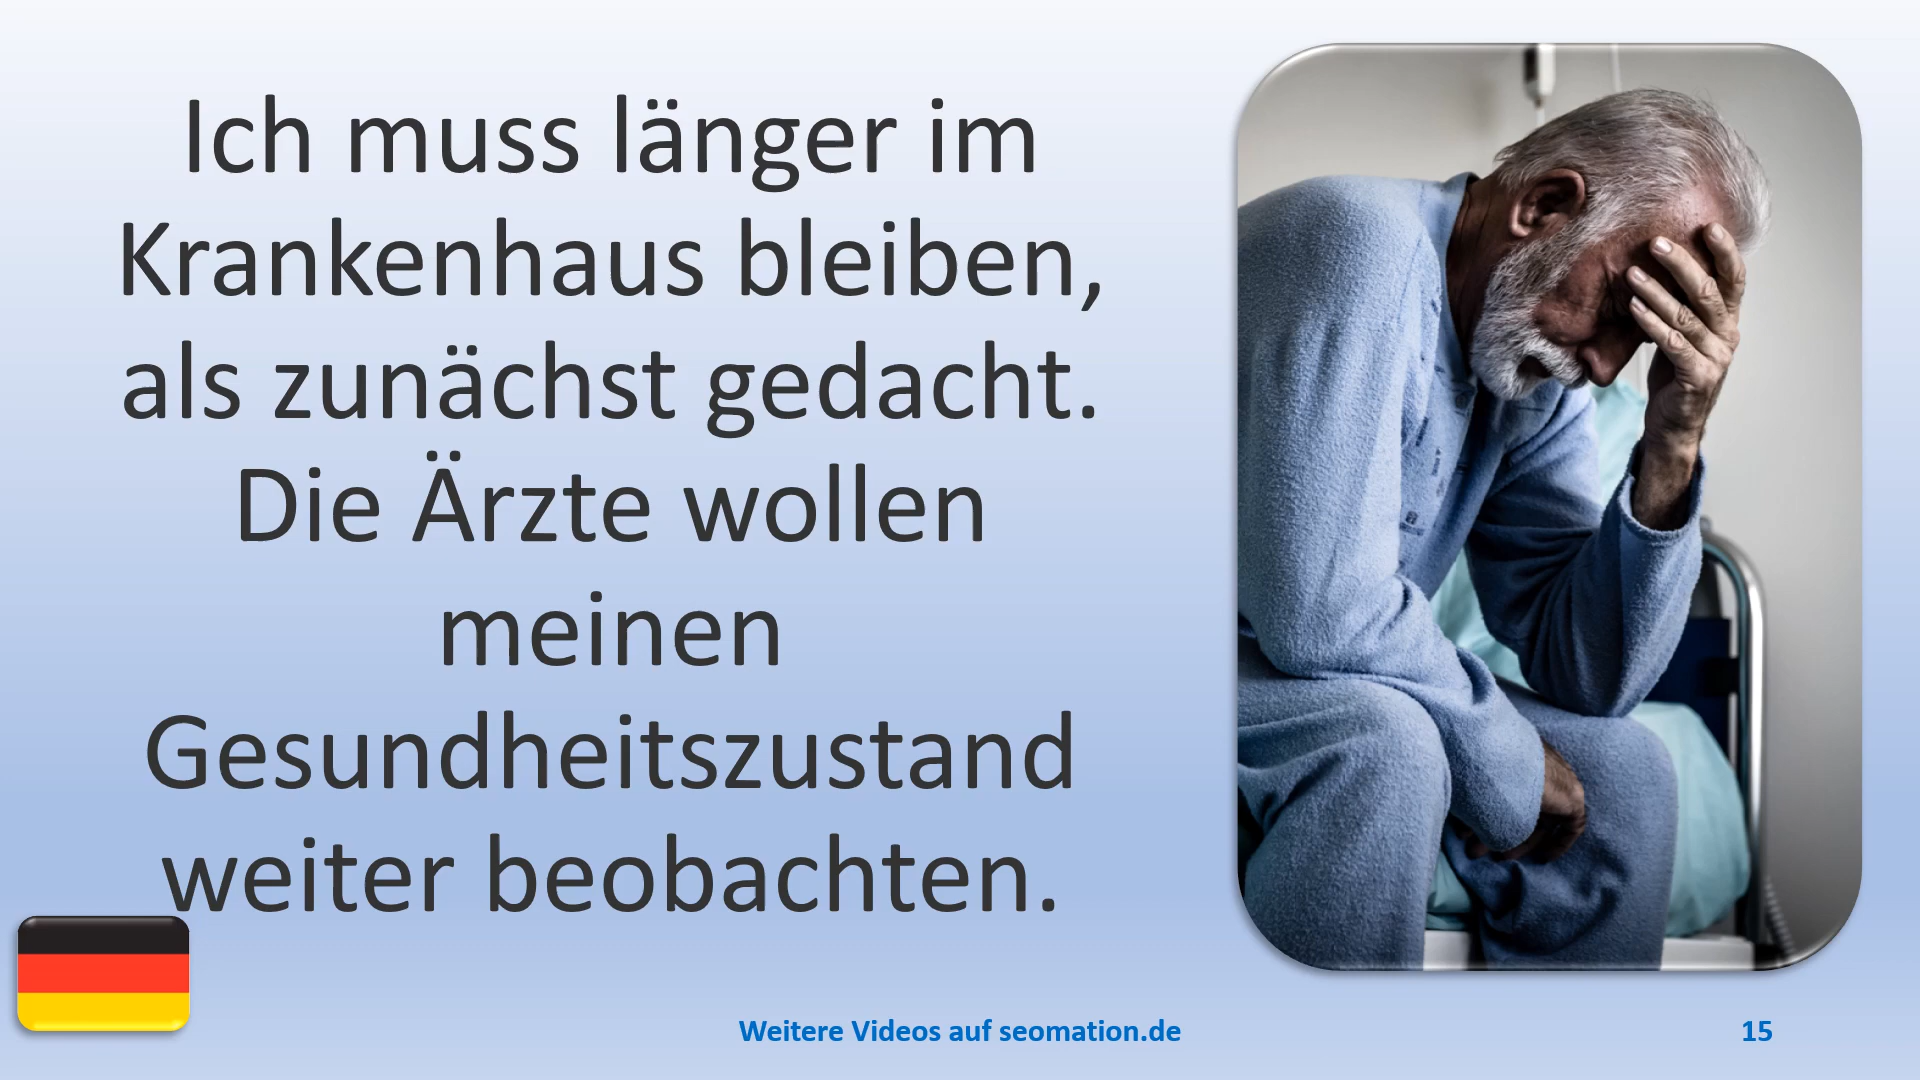 Ich muss länger im
Krankenhaus bleiben,
als zunächst gedacht.
Die Ärzte wollen
meinen
Gesundheitszustand
weiter beobachten.
Weitere Videos auf seomation.de
15